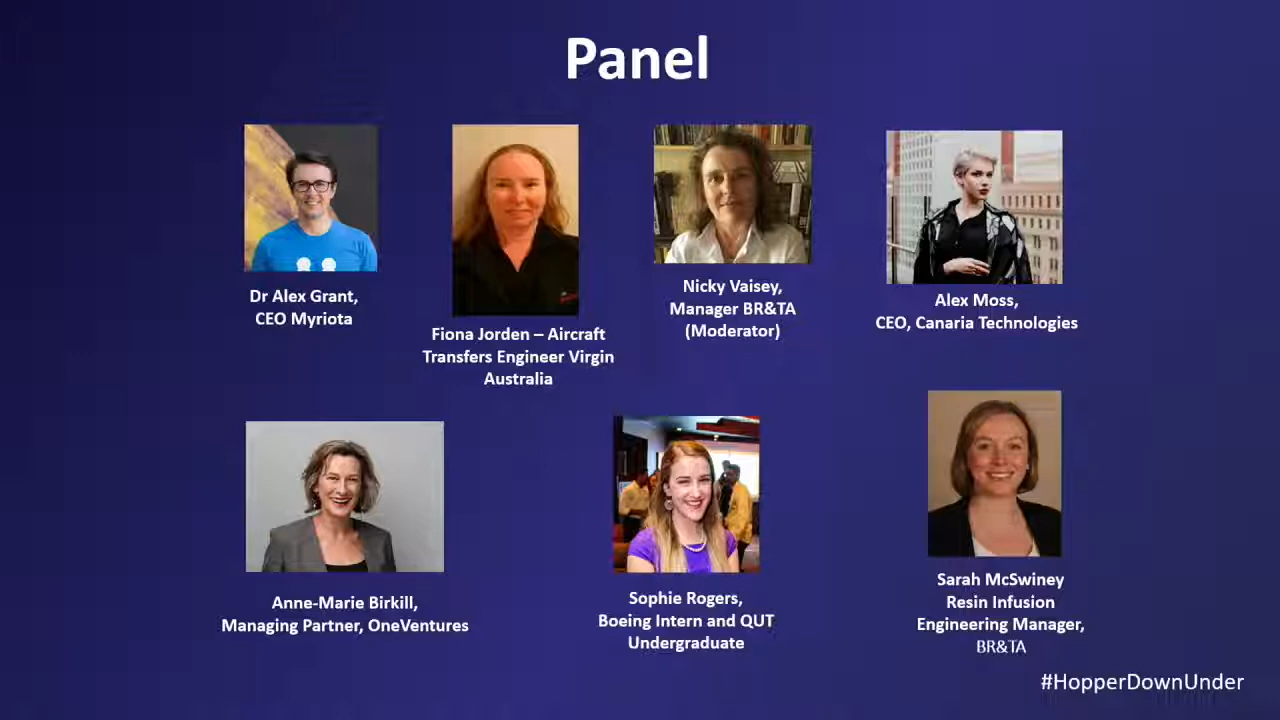 Panel
Dr Alex Grant,
CEO Myriota
Fiona Jorden – Aircraft
Transfers Engineer Virgin
Australia
Nicky Vaisey,
Manager BR&TA
(Moderator)
Alex Moss,
CEO, Canaria Technologies
Anne-Marie Birkill,
Managing Partner, OneVentures
Sophie Rogers,
Boeing Intern and QUT
Undergraduate
Sarah McSwiney
Resin Infusion
Engineering Manager,
BR&TA
#HopperDownUnder